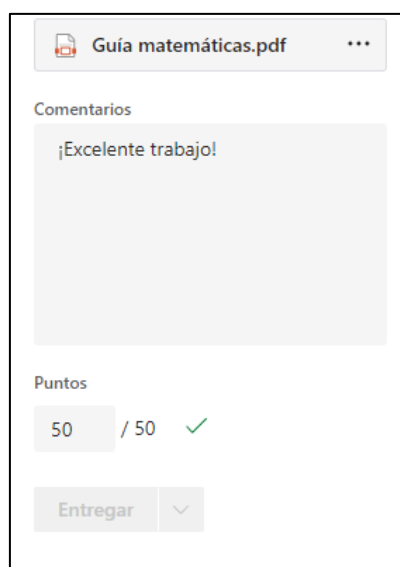 Guía matemáticas.pdf
Comentarios
¡Excelente trabajo!
Puntos
50 / 50
Entregar